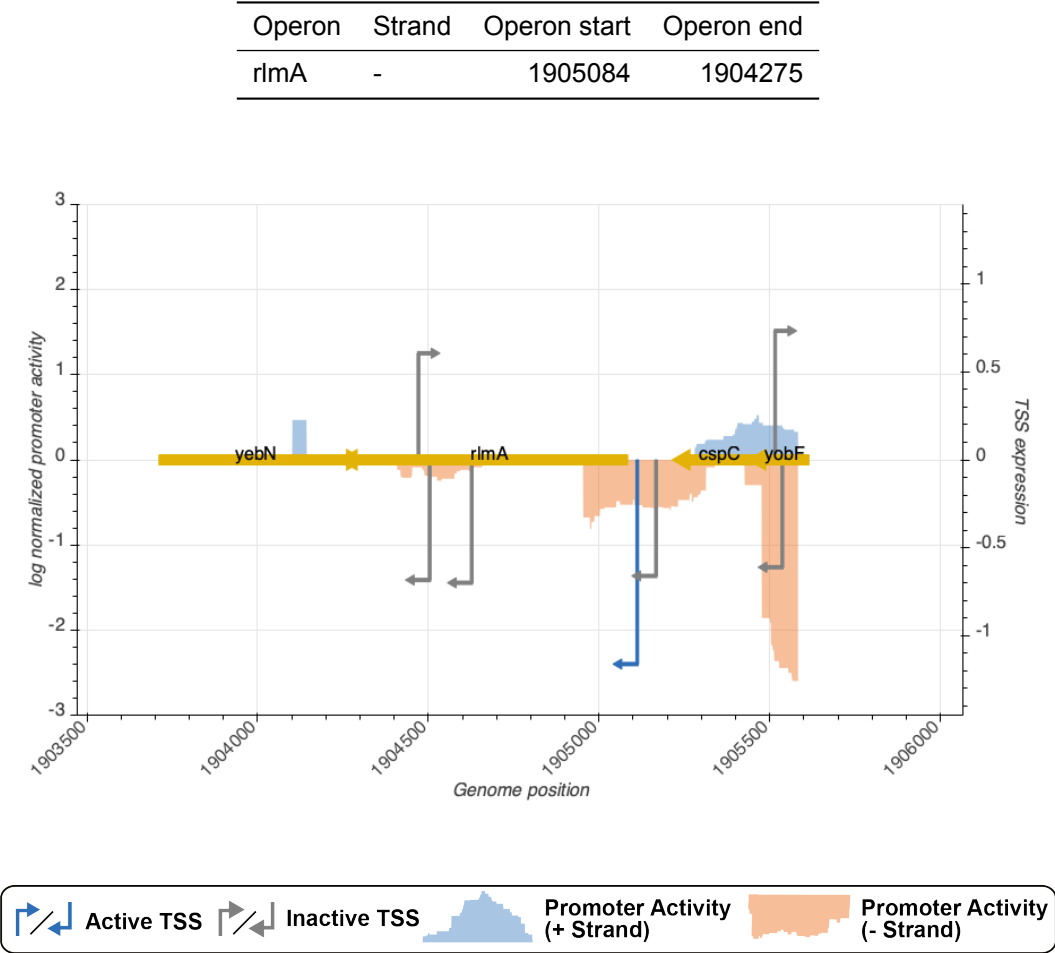 Operon Strand Operon start Operon end
rlmA - 1905084 1904275
3
2
1
0
-1
-2
-3
log normalized promoter activity
yebN rlmA cspC yobF
1
0.5
0
-0.5
-1
TSS expression
1903500 1904000 1904500 1905000 1905500 1906000
Genome position
Active TSS Inactive TSS Promoter Activity (+ Strand) Promoter Activity (- Strand)